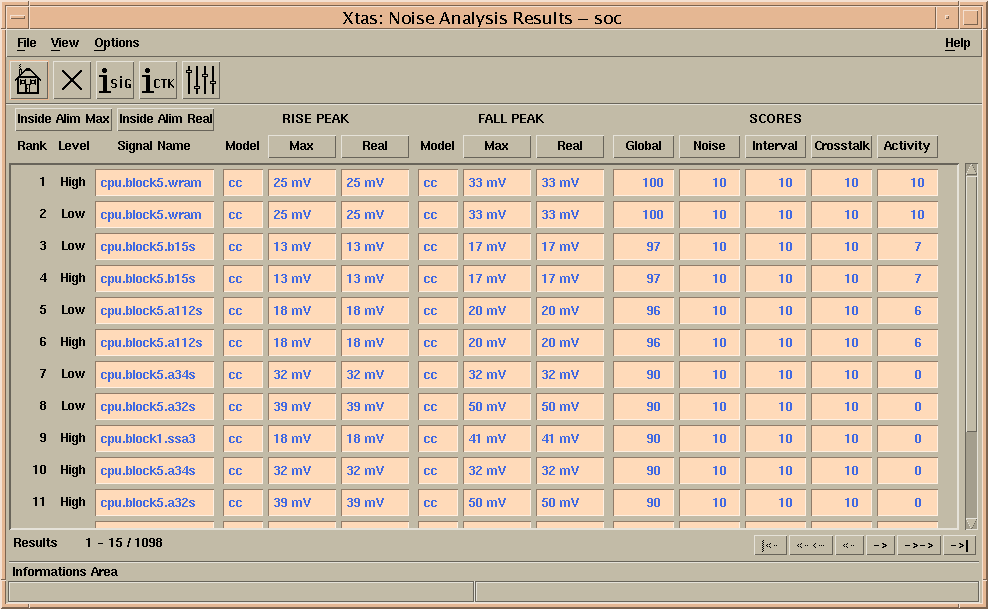 Xtas: Noise Analysis Results – soc
File View Options Help
iSIG iCTK
Inside Alim Max Inside Alim Real RISE PEAK FALL PEAK SCORES
Rank Level Signal Name Model Max Real Model Max Real Global Noise Interval Crosstalk Activity
1 High cpu.block5.wram cc 25 mV 25 mV cc 33 mV 33 mV 100 10 10 10 10
2 Low cpu.block5.wram cc 25 mV 25 mV cc 33 mV 33 mV 100 10 10 10 10
3 Low cpu.block5.b15s cc 13 mV 13 mV cc 17 mV 17 mV 97 10 10 10 7
4 High cpu.block5.b15s cc 13 mV 13 mV cc 17 mV 17 mV 97 10 10 10 7
5 Low cpu.block5.a112s cc 18 mV 18 mV cc 20 mV 20 mV 96 10 10 10 6
6 High cpu.block5.a112s cc 18 mV 18 mV cc 20 mV 20 mV 96 10 10 10 6
7 Low cpu.block5.a34s cc 32 mV 32 mV cc 32 mV 32 mV 90 10 10 10 0
8 Low cpu.block5.a32s cc 39 mV 39 mV cc 50 mV 50 mV 90 10 10 10 0
9 High cpu.block1.ssa3 cc 18 mV 18 mV cc 41 mV 41 mV 90 10 10 10 0
10 High cpu.block5.a34s cc 32 mV 32 mV cc 32 mV 32 mV 90 10 10 10 0
11 High cpu.block5.a32s cc 39 mV 39 mV cc 50 mV 50 mV 90 10 10 10 0
Results 1 - 15 / 1098 |<- <-<- <- -> ->-> ->|
Informations Area